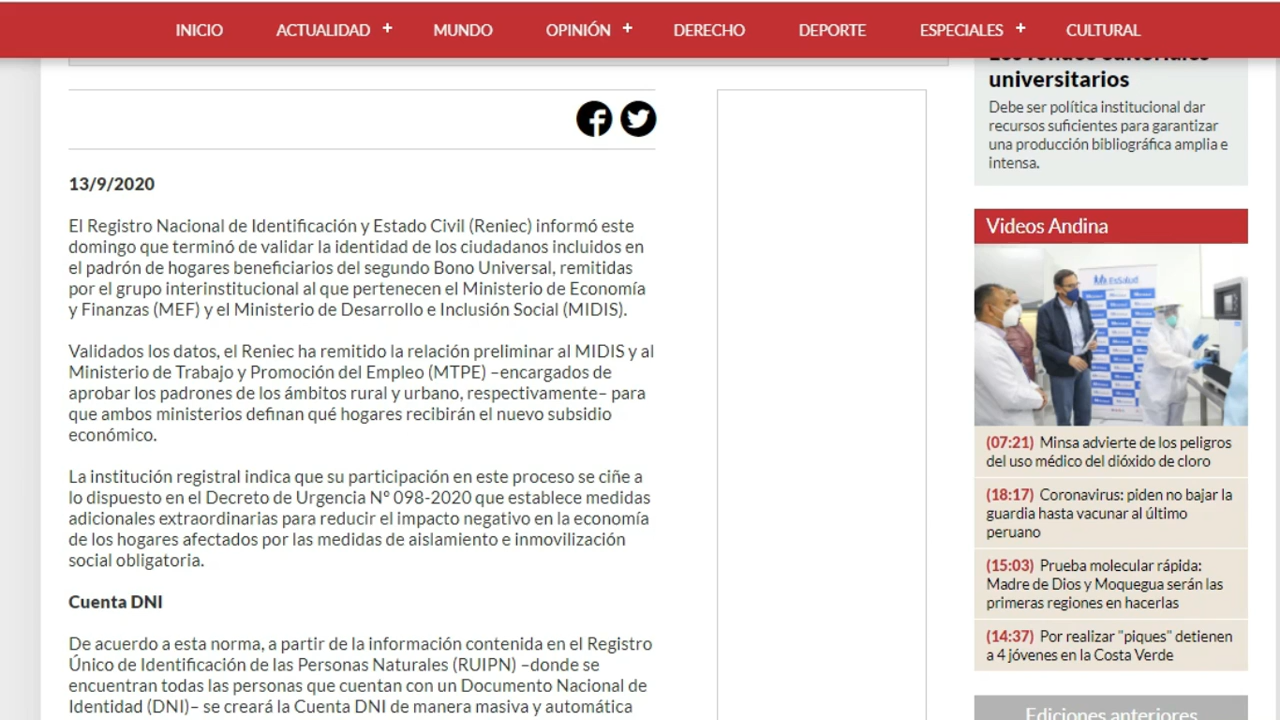 INICIO ACTUALIDAD + MUNDO OPINIÓN + DERECHO DEPORTE ESPECIALES + CULTURAL
13/9/2020
El Registro Nacional de Identificación y Estado Civil (Reniec) informó este
domingo que terminó de validar la identidad de los ciudadanos incluidos en
el padrón de hogares beneficiarios del segundo Bono Universal, remitidas
por el grupo interinstitucional al que pertenecen el Ministerio de Economía
y Finanzas (MEF) y el Ministerio de Desarrollo e Inclusión Social (MIDIS).
Validados los datos, el Reniec ha remitido la relación preliminar al MIDIS y al
Ministerio de Trabajo y Promoción del Empleo (MTPE) –encargados de
aprobar los padrones de los ámbitos rural y urbano, respectivamente– para
que ambos ministerios definan qué hogares recibirán el nuevo subsidio
económico.
La institución registral indica que su participación en este proceso se ciñe a
lo dispuesto en el Decreto de Urgencia Nº 098-2020 que establece medidas
adicionales extraordinarias para reducir el impacto negativo en la economía
de los hogares afectados por las medidas de aislamiento e inmovilización
social obligatoria.
Cuenta DNI
De acuerdo a esta norma, a partir de la información contenida en el Registro
Único de Identificación de las Personas Naturales (RUIPN) –donde se
encuentran todas las personas que cuentan con un Documento Nacional de
Identidad (DNI)– se creará la Cuenta DNI de manera masiva y automática
Los fondos editoriales
universitarios
Debe ser política institucional dar
recursos suficientes para garantizar
una producción bibliográfica amplia e
intensa.
Videos Andina
EsSalud
(07:21) Minsa advierte de los peligros
del uso médico del dióxido de cloro
(18:17) Coronavirus: piden no bajar la
guardia hasta vacunar al último
peruano
(15:03) Prueba molecular rápida:
Madre de Dios y Moquegua serán las
primeras regiones en hacerlas
(14:37) Por realizar "piques" detienen
a 4 jóvenes en la Costa Verde
Ediciones anteriores